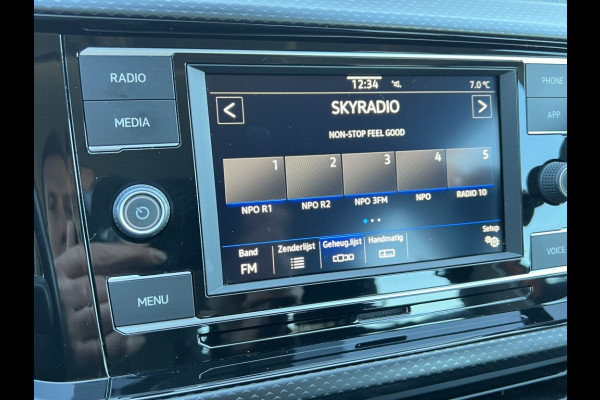 RADIO
MEDIA
MENU
12:34
7.0°C
<
SKYRADIO
>
NON-STOP FEEL GOOD
1 2 3 4 5
NPO R1 NPO R2 NPO 3FM NPO RADIO 10
Band
FM
Zenderlijst
Geheug.lijst
Handmatig
Setup
PHONE
APP
VOICE